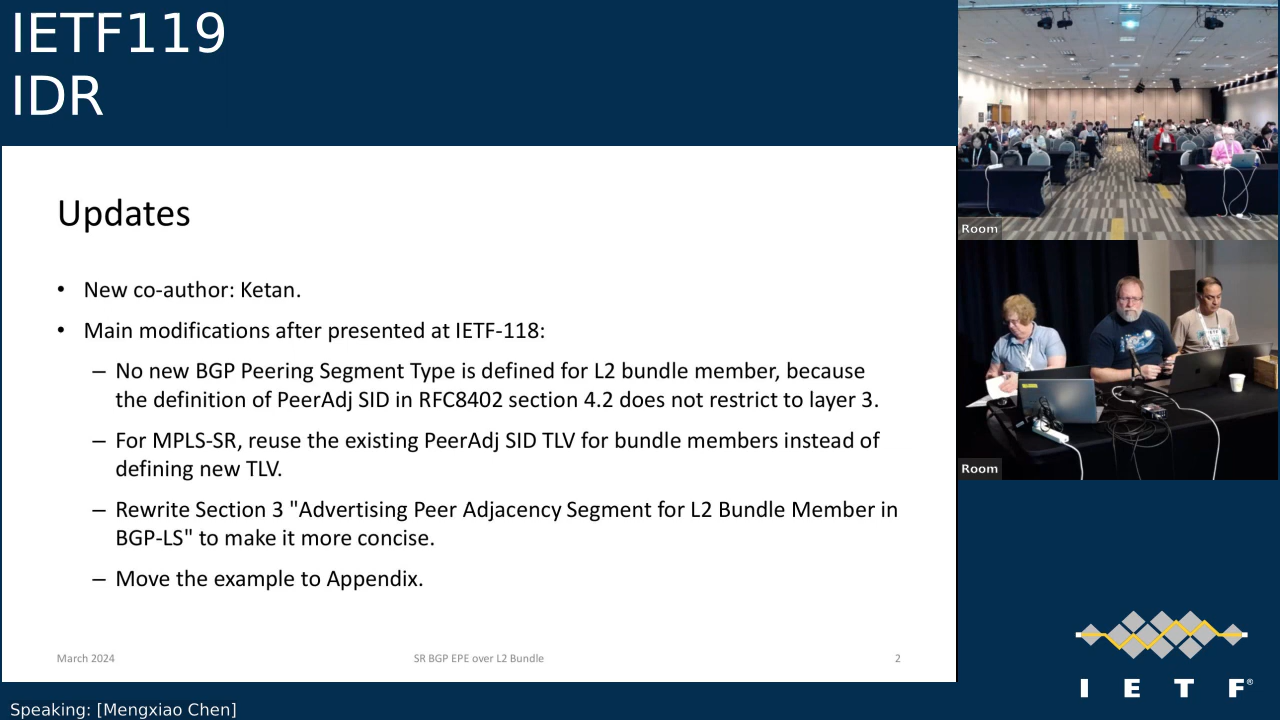 IETF119
IDR
Updates
• New co-author: Ketan.
• Main modifications after presented at IETF-118:
– No new BGP Peering Segment Type is defined for L2 bundle member, because
the definition of PeerAdj SID in RFC8402 section 4.2 does not restrict to layer 3.
– For MPLS-SR, reuse the existing PeerAdj SID TLV for bundle members instead of
defining new TLV.
– Rewrite Section 3 "Advertising Peer Adjacency Segment for L2 Bundle Member in
BGP-LS" to make it more concise.
– Move the example to Appendix.
March 2024
SR BGP EPE over L2 Bundle
2
Room
Room
I E T F®
Speaking: [Mengxiao Chen]